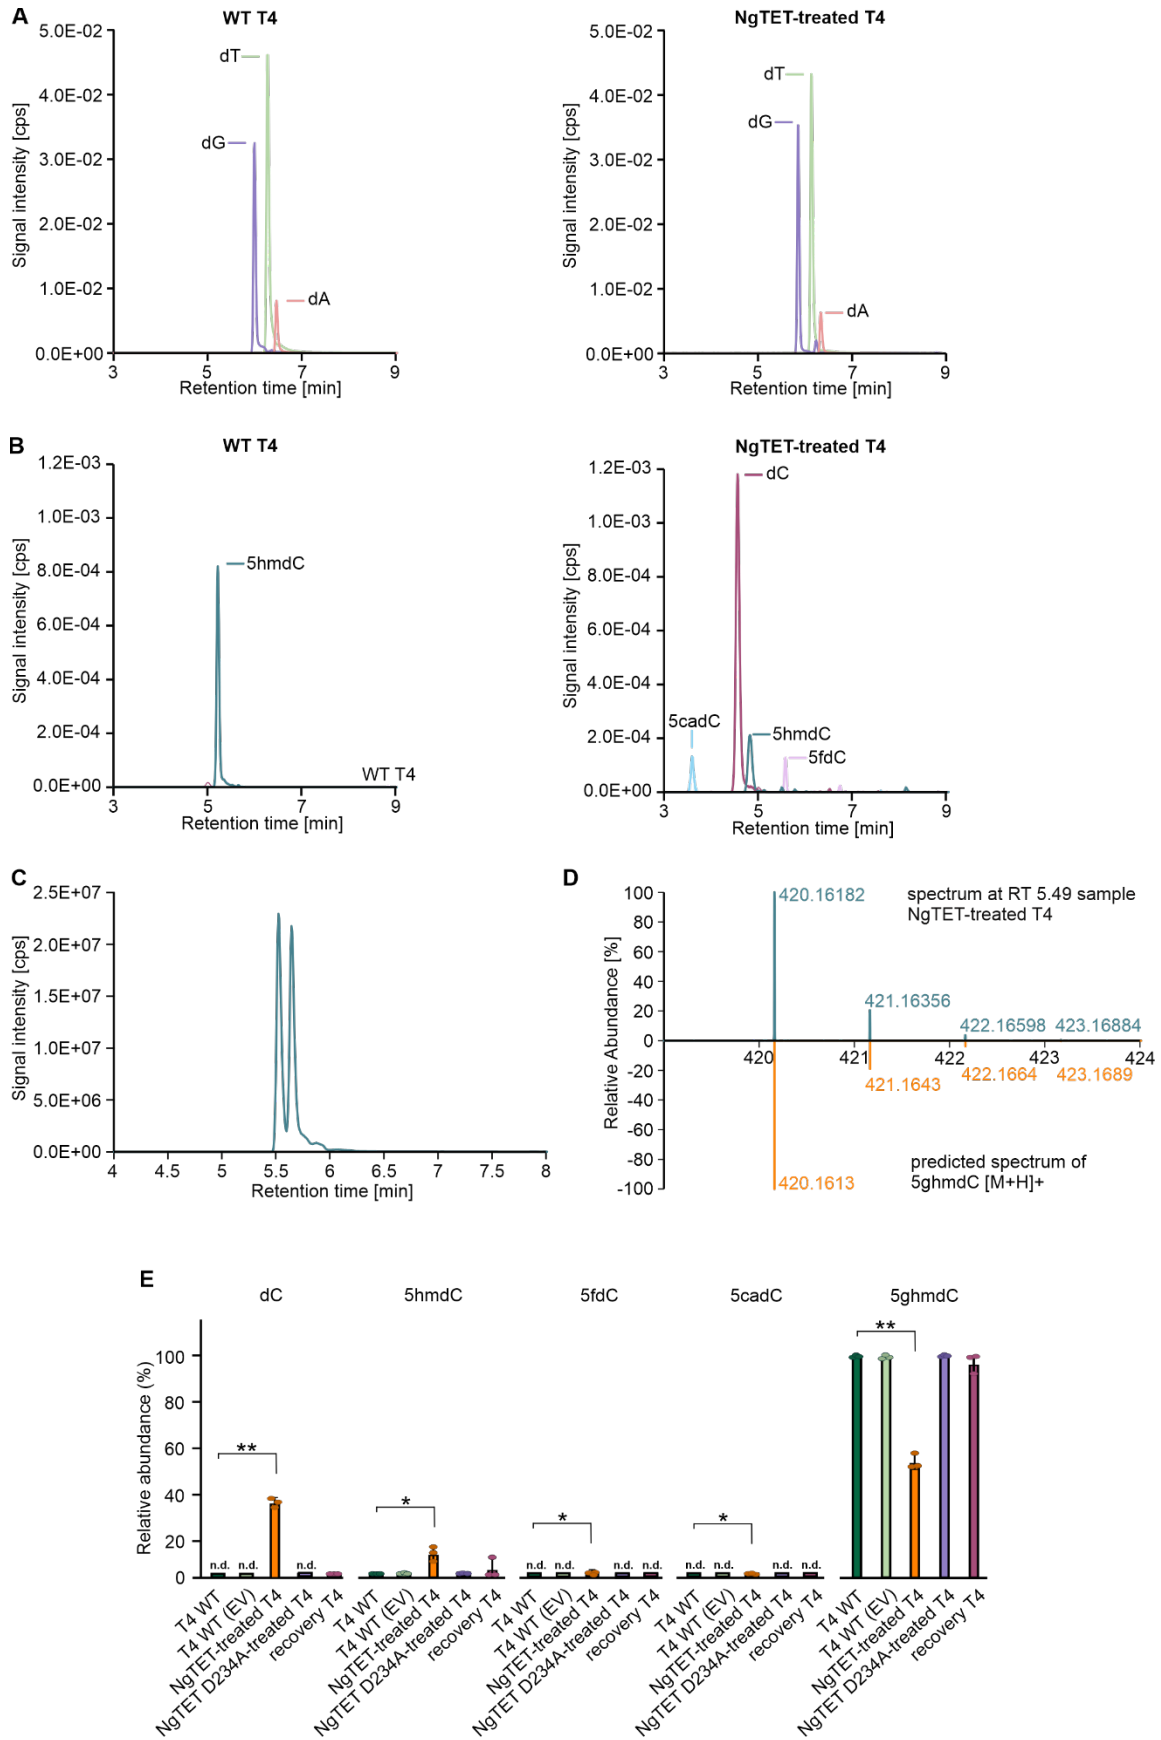 A
WT T4
5.0E-02
4.0E-02
3.0E-02
2.0E-02
1.0E-02
0.0E+00
Signal intensity [cps]
dT
dG
dA
3 5 7 9
Retention time [min]
NgTET-treated T4
5.0E-02
4.0E-02
3.0E-02
2.0E-02
1.0E-02
0.0E+00
Signal intensity [cps]
dT
dG
dA
3 5 7 9
Retention time [min]
B
WT T4
1.2E-03
1.0E-03
8.0E-04
6.0E-04
4.0E-04
2.0E-04
0.0E+00
Signal intensity [cps]
5hmdC
WT T4
3 5 7 9
Retention time [min]
NgTET-treated T4
1.2E-03
1.0E-03
8.0E-04
6.0E-04
4.0E-04
2.0E-04
0.0E+00
Signal intensity [cps]
dC
5cadC
5hmdC
5fdC
3 5 7 9
Retention time [min]
C
2.5E+07
2.0E+07
1.5E+07
1.0E+07
5.0E+06
0.0E+00
Signal intensity [cps]
4 4.5 5 5.5 6 6.5 7 7.5 8
Retention time [min]
D
100
80
60
40
20
0
-20
-40
-60
-80
-100
Relative Abundance [%]
420.16182
spectrum at RT 5.49 sample
NgTET-treated T4
421.16356
422.16598 423.16884
420 421 422 423 424
421.1643
422.1664 423.1689
420.1613
predicted spectrum of
5ghmdC [M+H]+
E
dC 5hmdC 5fdC 5cadC 5ghmdC
Relative abundance (%)
100
80
60
40
20
0
**
*
*
*
**
n.d. n.d. n.d.
n.d. n.d. n.d. n.d.
n.d. n.d. n.d. n.d.
T4 WT
T4 WT (EV)
NgTET-treated T4
NgTET D234A-treated T4
recovery T4
T4 WT
T4 WT (EV)
NgTET-treated T4
NgTET D234A-treated T4
recovery T4
T4 WT
T4 WT (EV)
NgTET-treated T4
NgTET D234A-treated T4
recovery T4
T4 WT
T4 WT (EV)
NgTET-treated T4
NgTET D234A-treated T4
recovery T4
T4 WT
T4 WT (EV)
NgTET-treated T4
NgTET D234A-treated T4
recovery T4